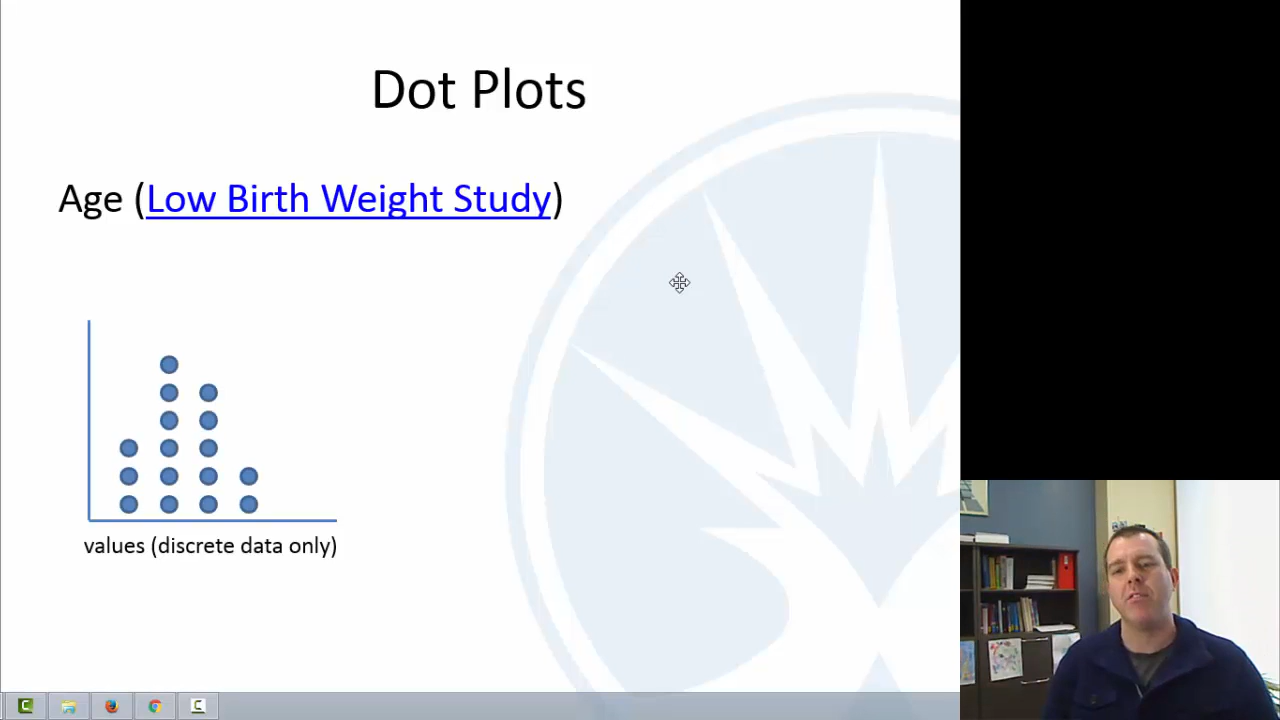 Dot Plots
Age (Low Birth Weight Study)
values (discrete data only)